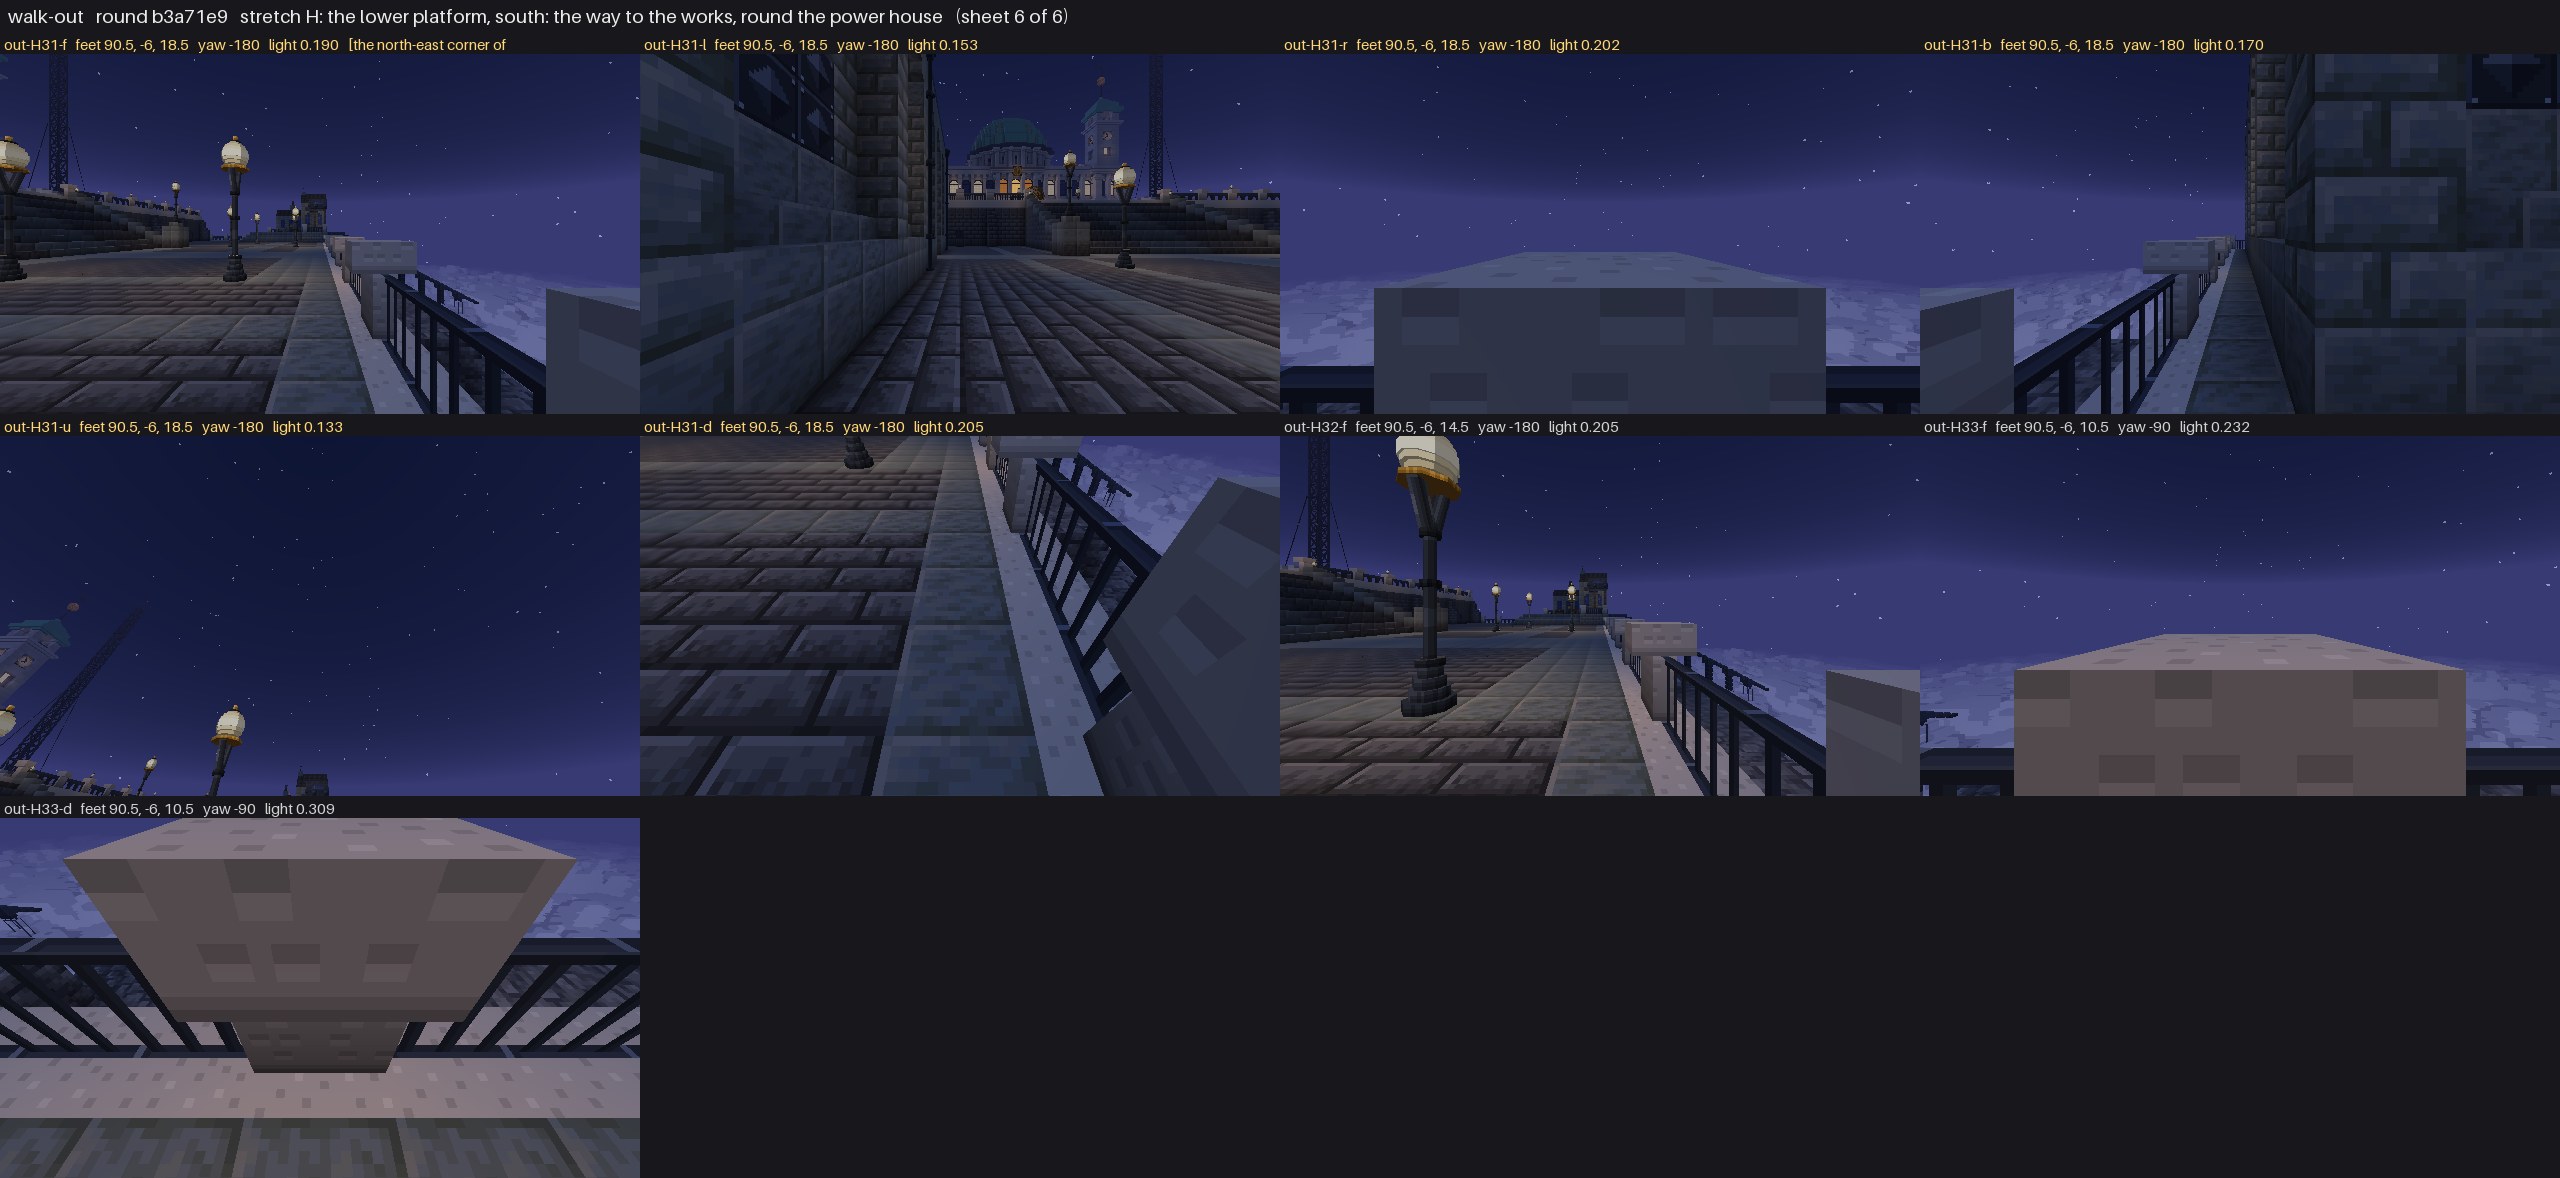 walk-out round b3a71e9 stretch H: the lower platform, south: the way to the works, round the power house (sheet 6 of 6)
out-H31-f feet 90.5, -6, 18.5 yaw -180 light 0.190 [the north-east corner of
out-H31-l feet 90.5, -6, 18.5 yaw -180 light 0.153
out-H31-r feet 90.5, -6, 18.5 yaw -180 light 0.202
out-H31-b feet 90.5, -6, 18.5 yaw -180 light 0.170
out-H31-u feet 90.5, -6, 18.5 yaw -180 light 0.133
out-H31-d feet 90.5, -6, 18.5 yaw -180 light 0.205
out-H32-f feet 90.5, -6, 14.5 yaw -180 light 0.205
out-H33-f feet 90.5, -6, 10.5 yaw -90 light 0.232
out-H33-d feet 90.5, -6, 10.5 yaw -90 light 0.309